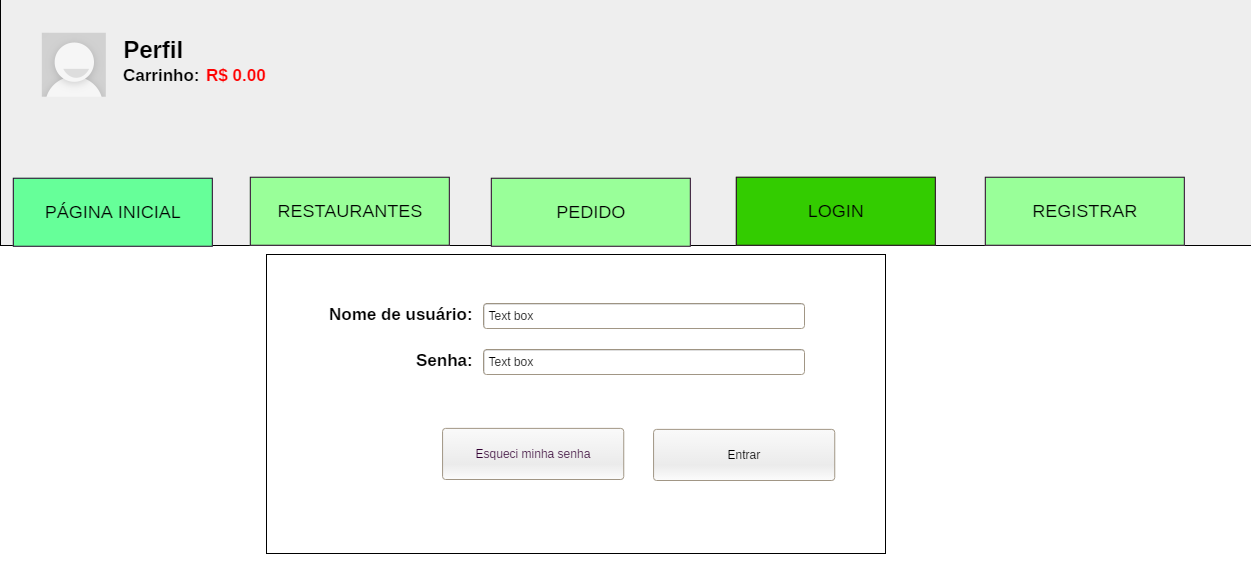 Perfil
Carrinho: R$ 0.00
PÁGINA INICIAL
RESTAURANTES
PEDIDO
LOGIN
REGISTRAR
Nome de usuário: Text box
Senha: Text box
Esqueci minha senha
Entrar